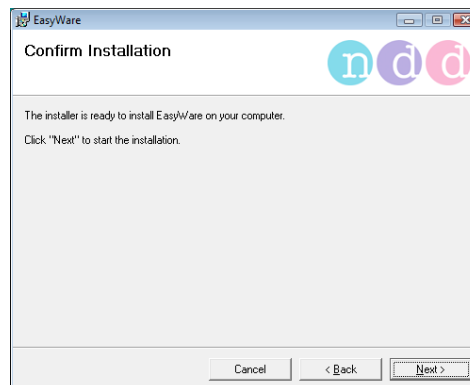 EasyWare
Confirm Installation
ndd
The installer is ready to install EasyWare on your computer.
Click "Next" to start the installation.
Cancel
< Back
Next >